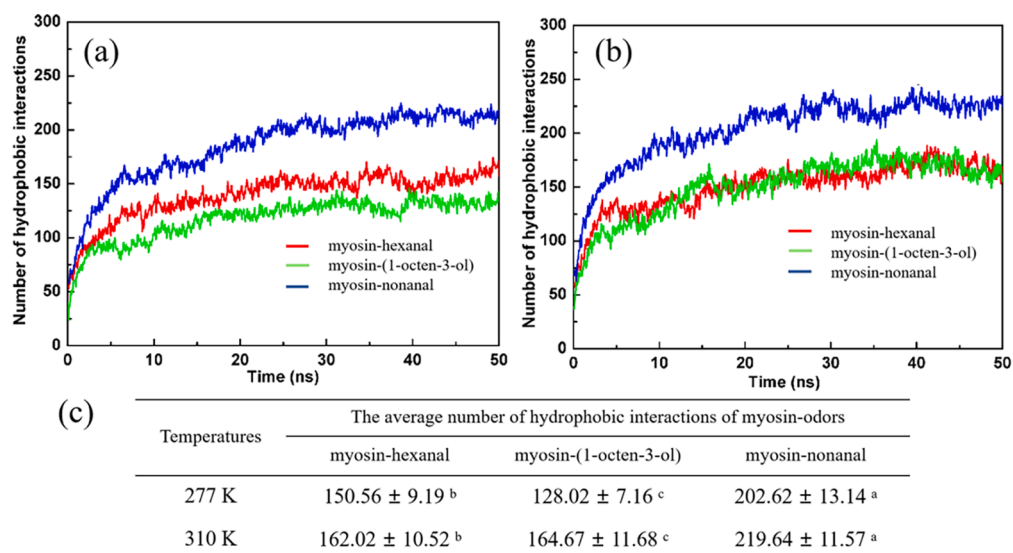 (a)
Number of hydrophobic interactions
300
250
200
150
100
50
0
myosin-hexanal
myosin-(1-octen-3-ol)
myosin-nonanal
0 10 20 30 40 50
Time (ns)
(b)
Number of hydrophobic interactions
300
250
200
150
100
50
0
myosin-hexanal
myosin-(1-octen-3-ol)
myosin-nonanal
0 10 20 30 40 50
Time (ns)
(c)
Temperatures
The average number of hydrophobic interactions of myosin-odors
myosin-hexanal myosin-(1-octen-3-ol) myosin-nonanal
277 K 150.56 ± 9.19 ᵇ 128.02 ± 7.16 ᶜ 202.62 ± 13.14 ᵃ
310 K 162.02 ± 10.52 ᵇ 164.67 ± 11.68 ᶜ 219.64 ± 11.57 ᵃ